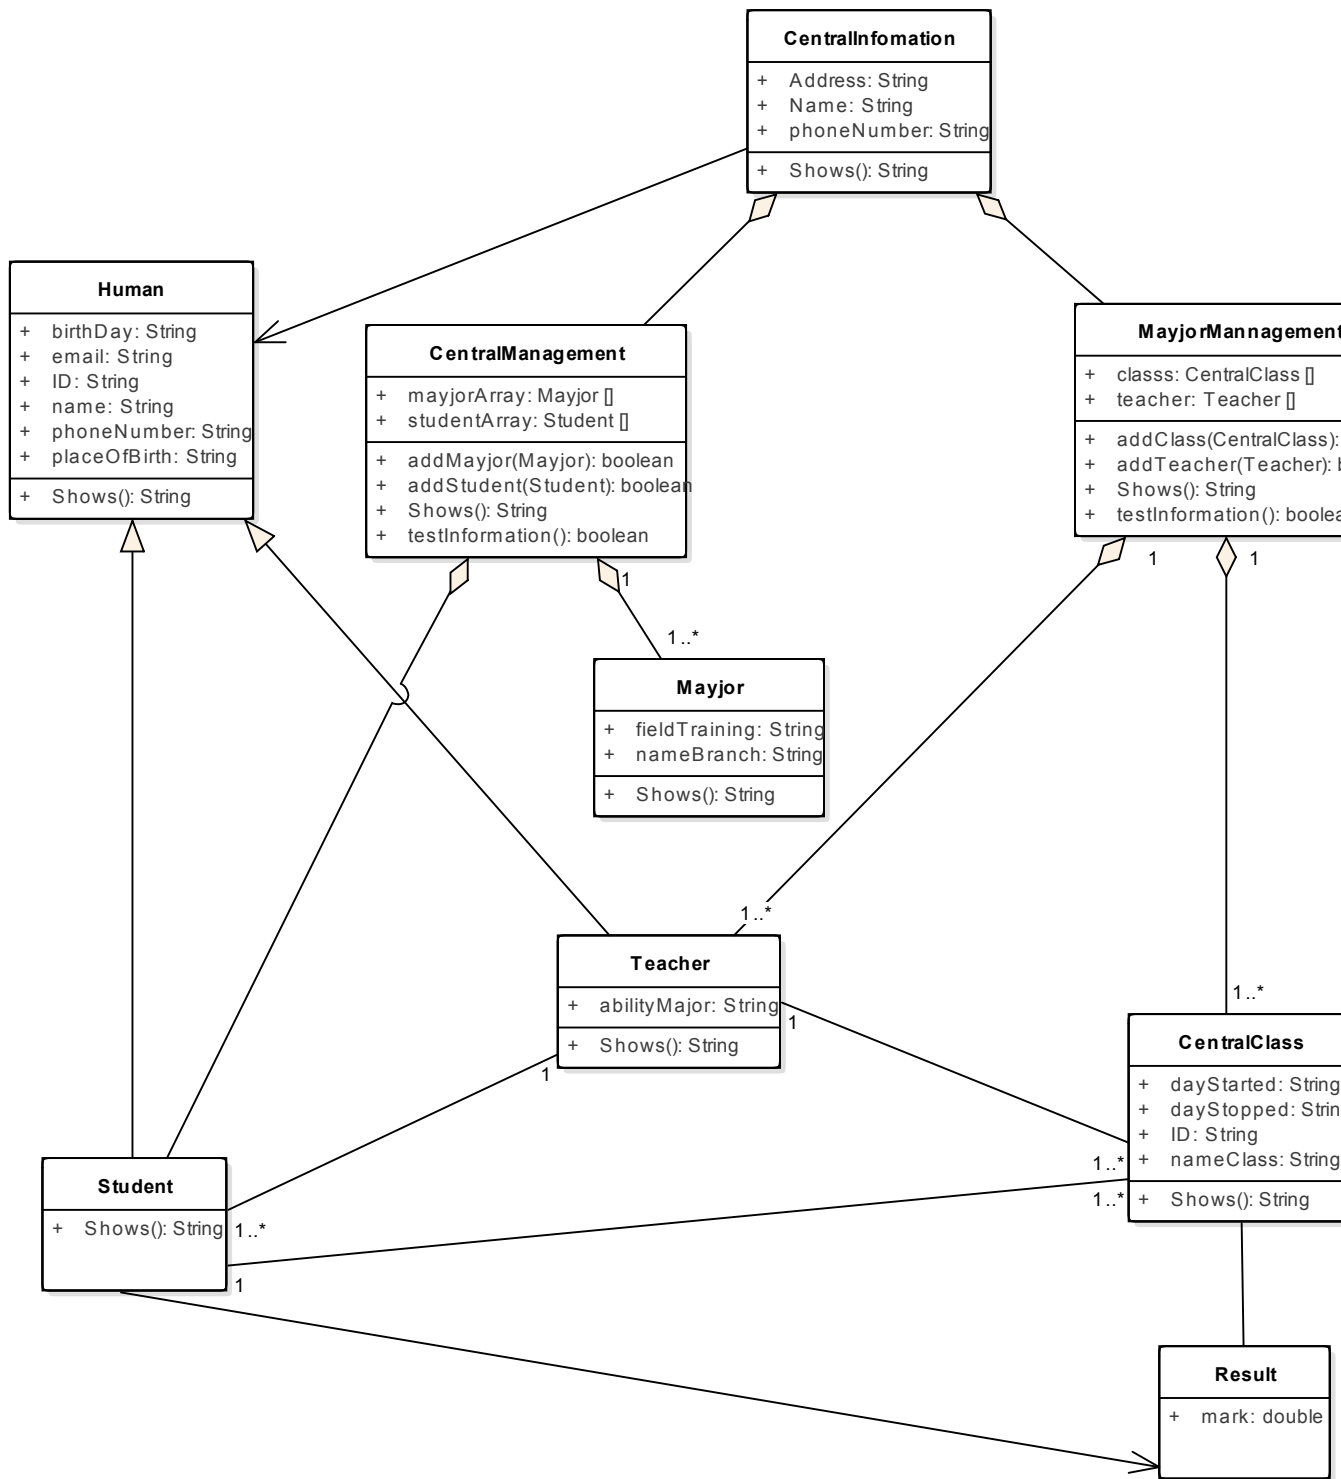 CentralInfomation
+ Address: String
+ Name: String
+ phoneNumber: String
+ Shows(): String
Human
+ birthDay: String
+ email: String
+ ID: String
+ name: String
+ phoneNumber: String
+ placeOfBirth: String
+ Shows(): String
CentralManagement
+ mayjorArray: Mayjor []
+ studentArray: Student []
+ addMayjor(Mayjor): boolean
+ addStudent(Student): boolean
+ Shows(): String
+ testInformation(): boolean
MayjorMannagement
+ classs: CentralClass []
+ teacher: Teacher []
+ addClass(CentralClass):
+ addTeacher(Teacher):
+ Shows(): String
+ testInformation():
1
1
1
1..*
Mayjor
+ fieldTraining: String
+ nameBranch: String
+ Shows(): String
1..*
Teacher
+ abilityMajor: String
+ Shows(): String
1
1
1..*
CentralClass
+ dayStarted: String
+ dayStopped:
+ ID: String
+ nameClass: String
+ Shows(): String
1..*
1..*
Student
+ Shows(): String
1..*
1
Result
+ mark: double